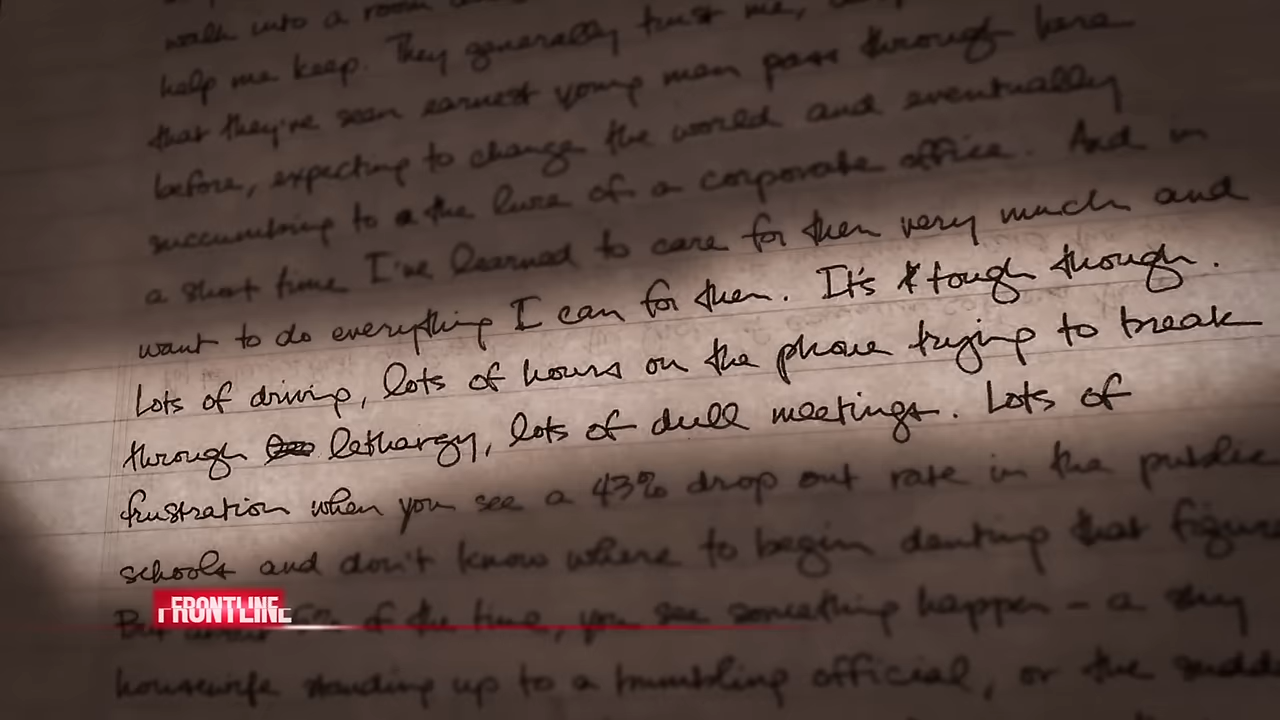 walk into a room
help me keep. They generally trust me,
that they've seen earnest young men pass through here
before, expecting to change the world and eventually
succumbing to a the lure of a corporate office. And in
a short time I've learned to care for them very much and
want to do everything I can for them. It's t tough though.
Lots of driving, lots of hours on the phone trying to break
through lethargy, lots of dull meetings. Lots of
frustration when you see a 43% drop out rate in the public
schools and don't know where to begin denting that figure
But of the time, you see something happen – a shy
housewife standing up to a bumbling official, or the
FRONTLINE